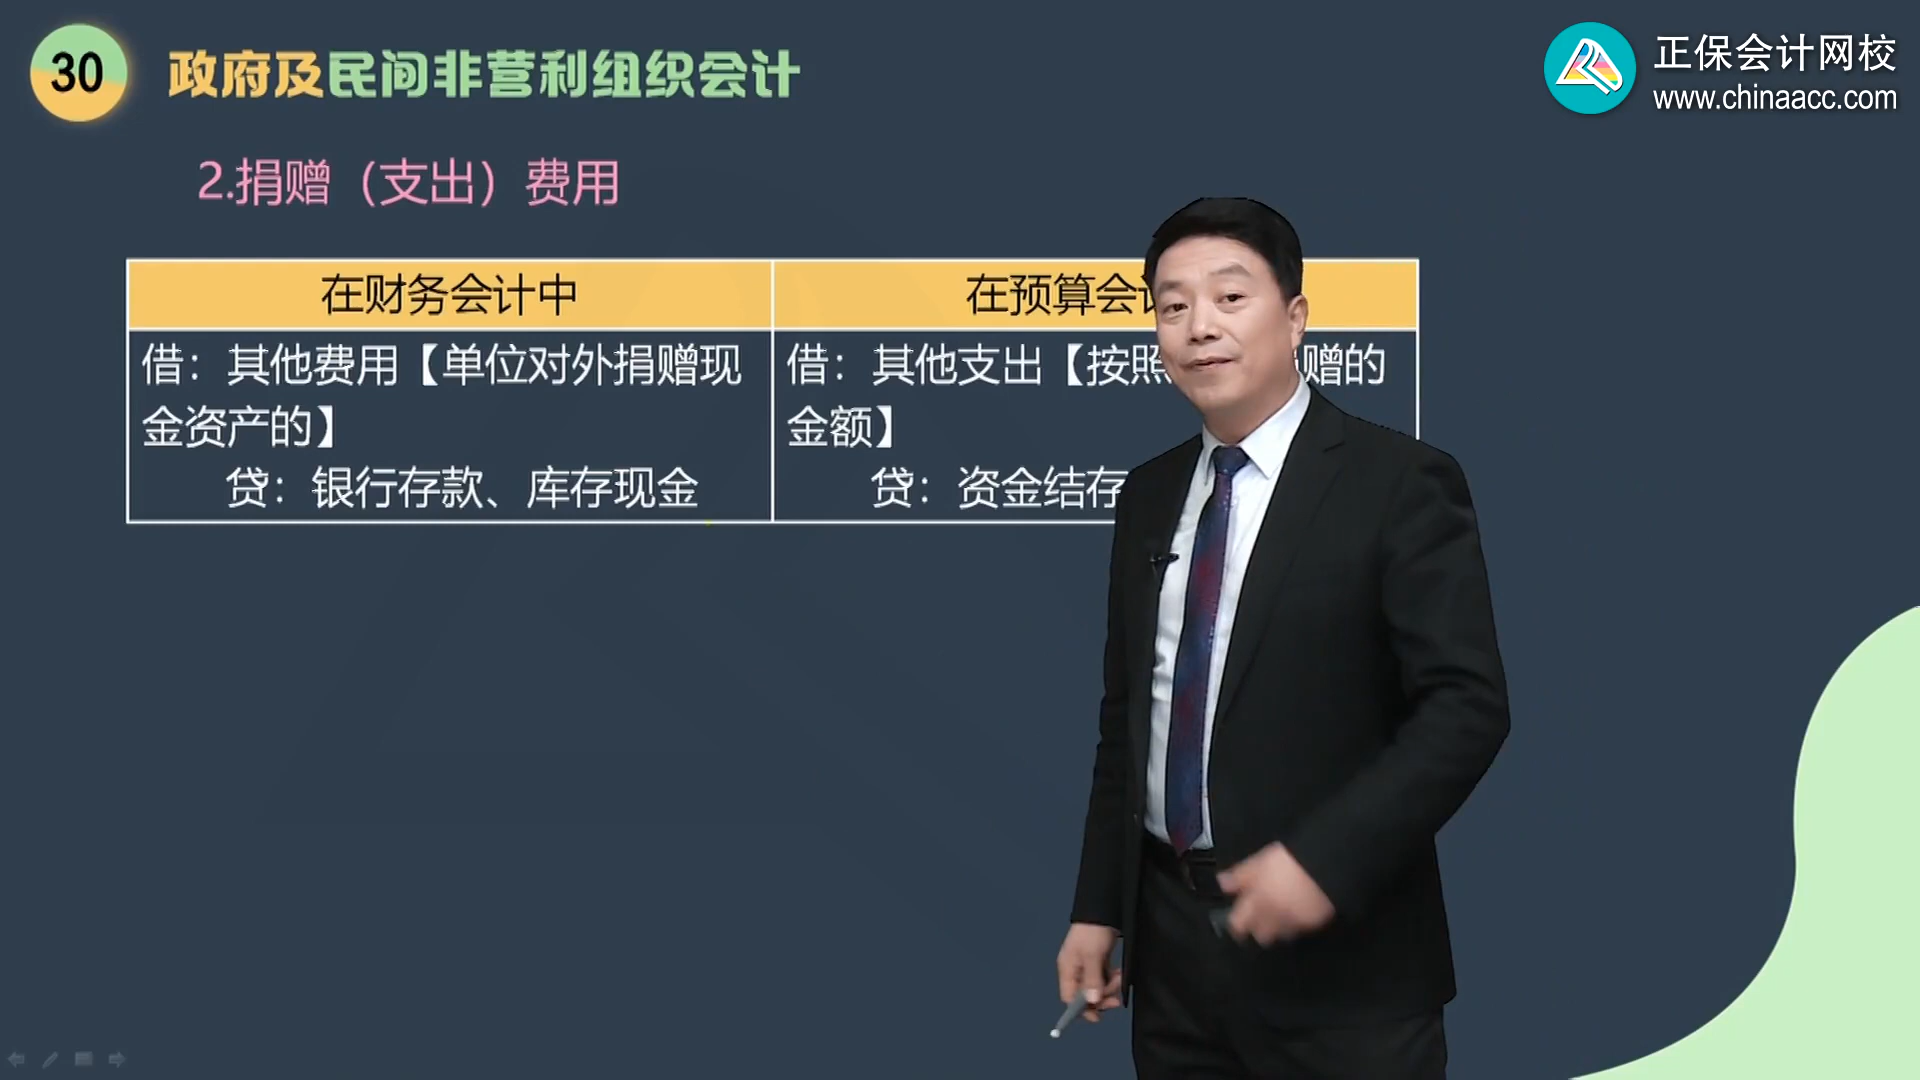 30 政府及民间非营利组织会计
正保会计网校
www.chinaacc.com
2.捐赠（支出）费用
在财务会计中
在预算会
借：其他费用【单位对外捐赠现
金资产的】
贷：银行存款、库存现金
借：其他支出【按照 赠的
金额】
贷：资金结存